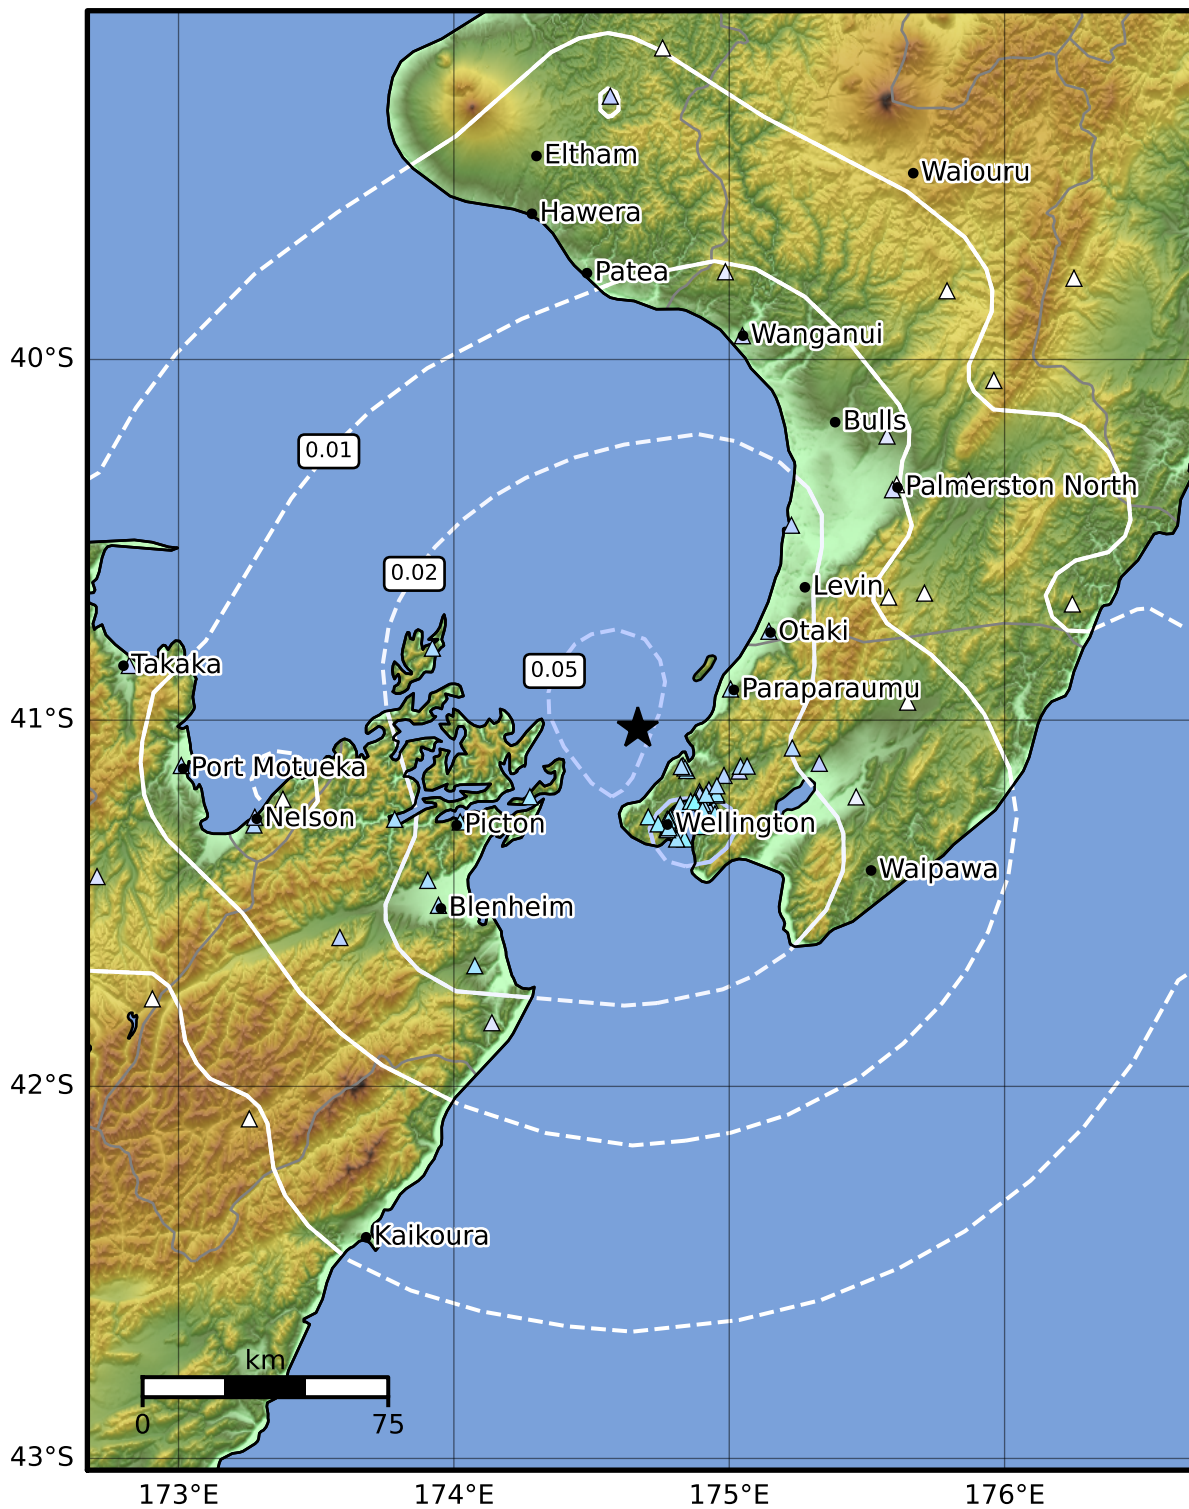 Eltham
Waiouru
Hawera
Patea
Wanganui
40°S
Bulls
0.01
Palmerston North
0.02
Levin
Otaki
Takaka
0.05
Paraparaumu
41°S
Port Motueka
Nelson
Picton
Wellington
Waipawa
Blenheim
42°S
Kaikoura
km
0
75
43°S
173°E
174°E
175°E
176°E